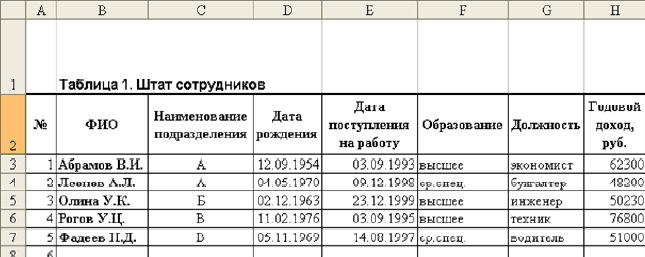 A B C D E F G H
1 Таблица 1. Штат сотрудников
2 № ФИО Наименование подразделения Дата рождения Дата поступления на работу Образование Должность Годовой доход, руб.
3 1 Абрамов В.И. А 12.09.1954 03.09.1993 высшее экономист 62300
4 2 Леонов А.Л. А 04.05.1970 09.12.1998 ср.спец. бухгалтер 48200
5 3 Олина У.К. Б 02.12.1963 23.12.1999 высшее инженер 50230
6 4 Рогов У.Ц. В 11.02.1976 03.09.1995 высшее техник 76800
7 5 Фадеев П.Д. В 05.11.1969 14.08.1997 ср.спец. водитель 51000
8 6